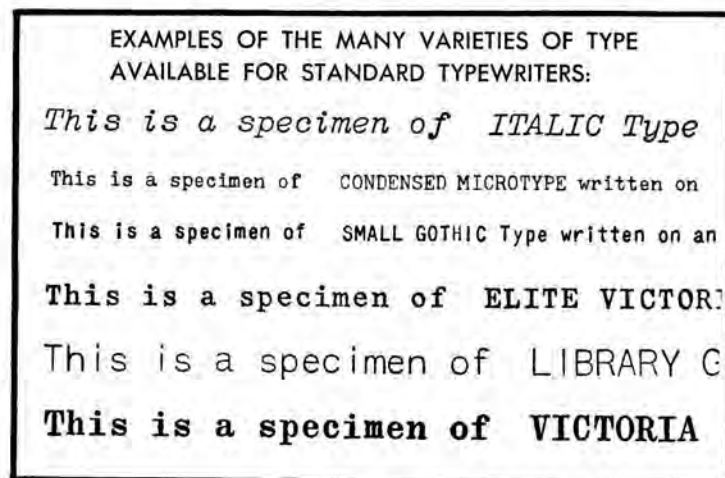 EXAMPLES OF THE MANY VARIETIES OF TYPE
AVAILABLE FOR STANDARD TYPEWRITERS:
This is a specimen of ITALIC Type
This is a specimen of CONDENSED MICROTYPE written on
This is a specimen of SMALL GOTHIC Type written on an
This is a specimen of ELITE VICTOR
This is a specimen of LIBRARY G
This is a specimen of VICTORIA